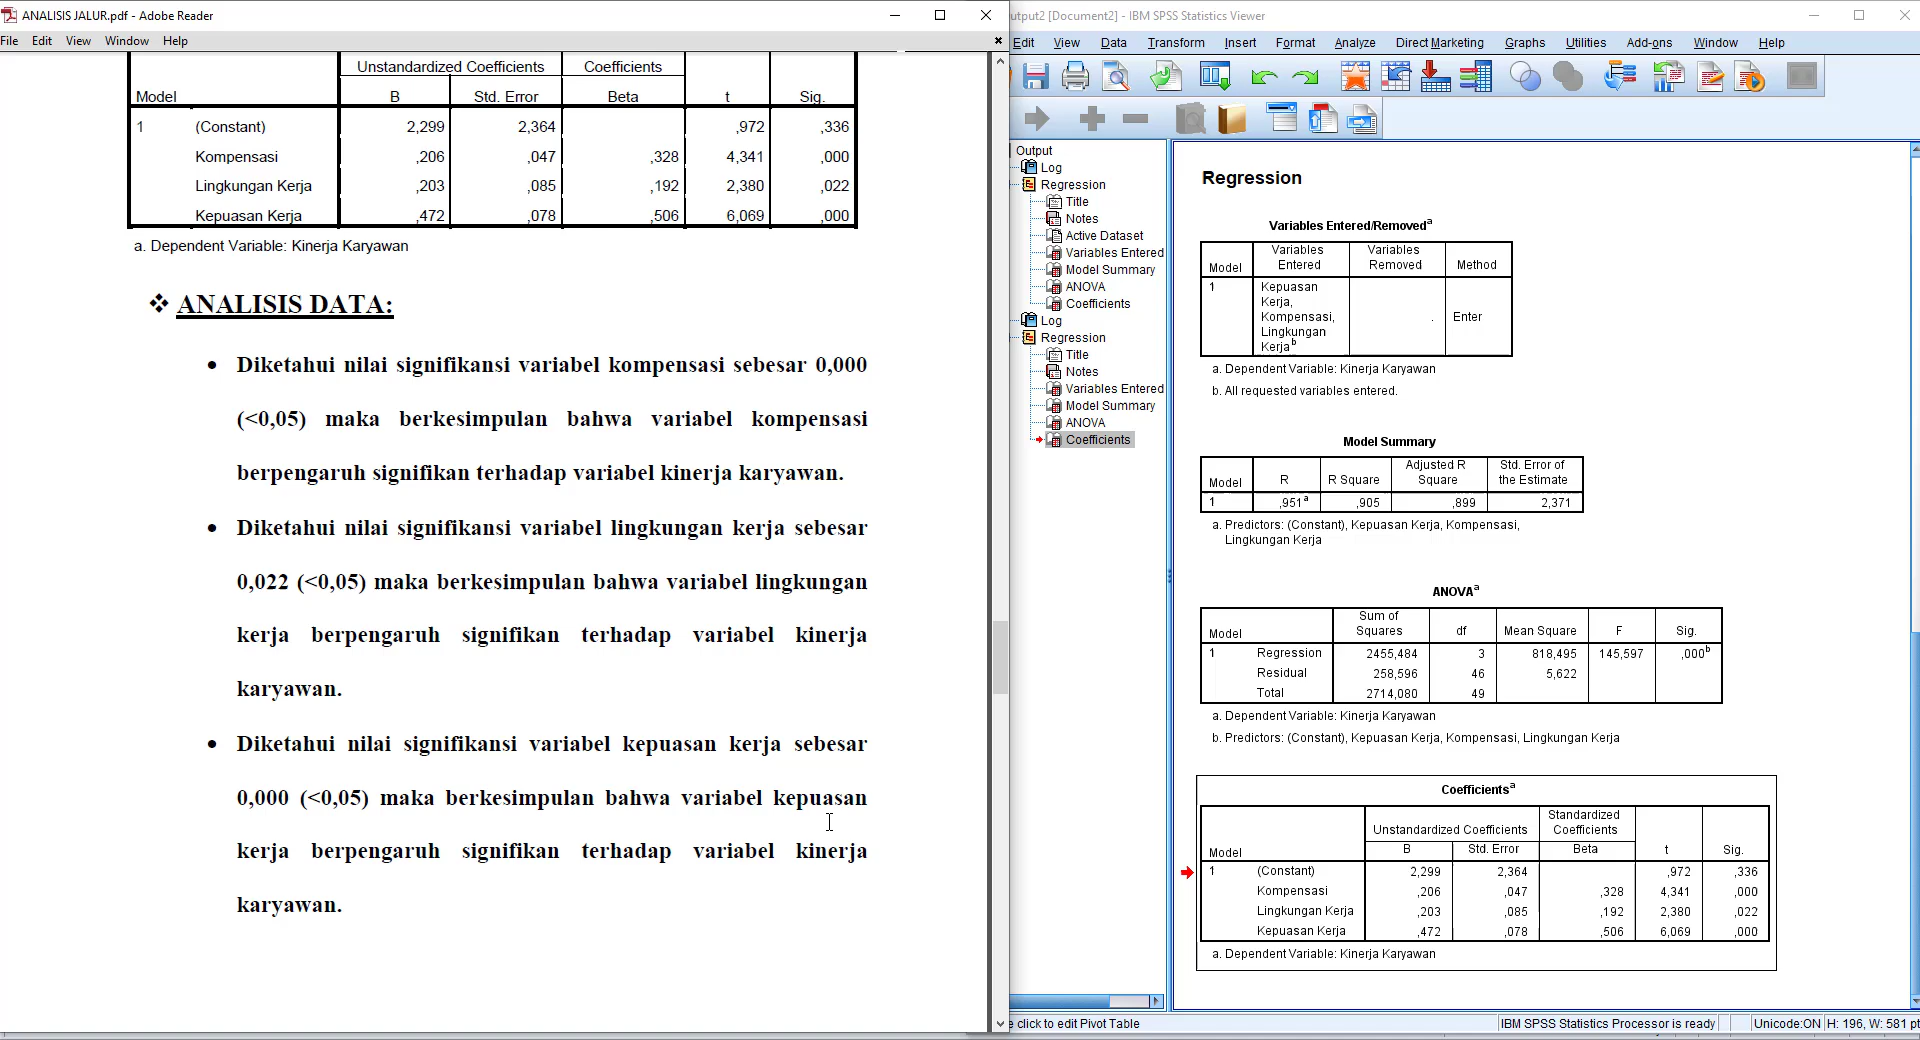 ANALISIS JALUR.pdf - Adobe Reader
File Edit View Window Help
Unstandardized Coefficients Coefficients
Model B Std. Error Beta t Sig.
1 (Constant) 2,299 2,364 ,972 ,336
Kompensasi ,206 ,047 ,328 4,341 ,000
Lingkungan Kerja ,203 ,085 ,192 2,380 ,022
Kepuasan Kerja ,472 ,078 ,506 6,069 ,000
a. Dependent Variable: Kinerja Karyawan
❖ ANALISIS DATA:
• Diketahui nilai signifikansi variabel kompensasi sebesar 0,000
(<0,05) maka berkesimpulan bahwa variabel kompensasi
berpengaruh signifikan terhadap variabel kinerja karyawan.
• Diketahui nilai signifikansi variabel lingkungan kerja sebesar
0,022 (<0,05) maka berkesimpulan bahwa variabel lingkungan
kerja berpengaruh signifikan terhadap variabel kinerja
karyawan.
• Diketahui nilai signifikansi variabel kepuasan kerja sebesar
0,000 (<0,05) maka berkesimpulan bahwa variabel kepuasan
kerja berpengaruh signifikan terhadap variabel kinerja
karyawan.
utput2 [Document2] - IBM SPSS Statistics Viewer
Edit View Data Transform Insert Format Analyze Direct Marketing Graphs Utilities Add-ons Window Help
Output
Log
Regression
Title
Notes
Active Dataset
Variables Entered
Model Summary
ANOVA
Coefficients
Log
Regression
Title
Notes
Variables Entered
Model Summary
ANOVA
Coefficients
Regression
Variables Entered/Removedᵃ
Model Variables Entered Variables Removed Method
1 Kepuasan
Kerja,
Kompensasi,
Lingkungan . Enter
Kerjaᵇ
a. Dependent Variable: Kinerja Karyawan
b. All requested variables entered.
Model Summary
Model R R Square Adjusted R Square Std. Error of the Estimate
1 ,951ᵃ ,905 ,899 2,371
a. Predictors: (Constant), Kepuasan Kerja, Kompensasi,
Lingkungan Kerja
ANOVAᵃ
Model Sum of Squares df Mean Square F Sig.
1 Regression 2455,484 3 818,495 145,597 ,000ᵇ
Residual 258,596 46 5,622
Total 2714,080 49
a. Dependent Variable: Kinerja Karyawan
b. Predictors: (Constant), Kepuasan Kerja, Kompensasi, Lingkungan Kerja
Coefficientsᵃ
Unstandardized Coefficients Standardized Coefficients
Model B Std. Error Beta t Sig.
1 (Constant) 2,299 2,364 ,972 ,336
Kompensasi ,206 ,047 ,328 4,341 ,000
Lingkungan Kerja ,203 ,085 ,192 2,380 ,022
Kepuasan Kerja ,472 ,078 ,506 6,069 ,000
a. Dependent Variable: Kinerja Karyawan
e click to edit Pivot Table
IBM SPSS Statistics Processor is ready Unicode:ON H: 196, W: 581 pt